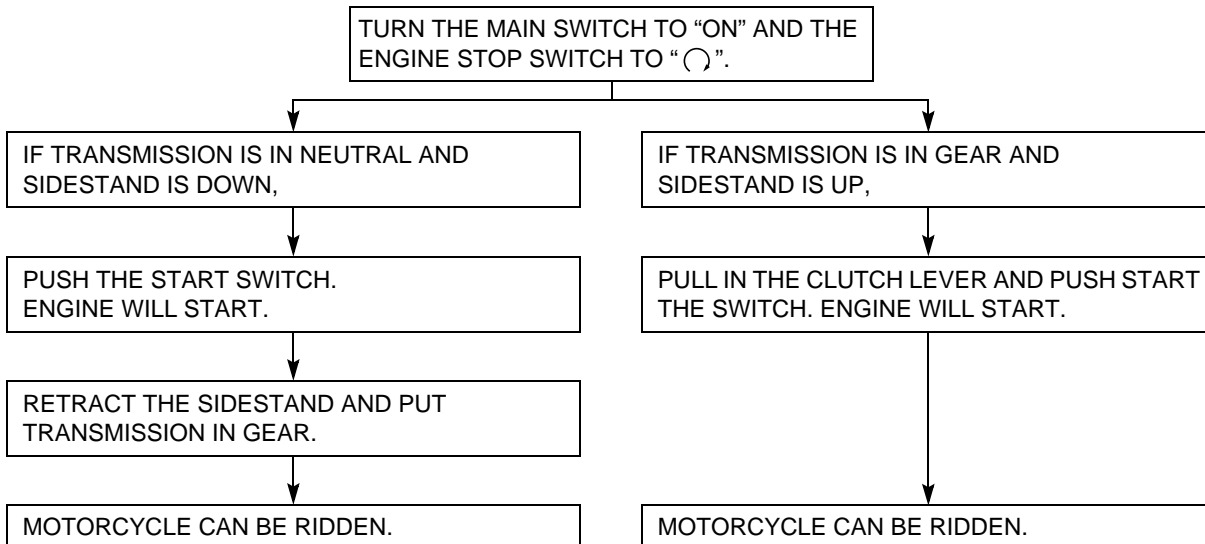 TURN THE MAIN SWITCH TO “ON” AND THE
ENGINE STOP SWITCH TO “ ”.
IF TRANSMISSION IS IN NEUTRAL AND
SIDESTAND IS DOWN,
PUSH THE START SWITCH.
ENGINE WILL START.
RETRACT THE SIDESTAND AND PUT
TRANSMISSION IN GEAR.
MOTORCYCLE CAN BE RIDDEN.
IF TRANSMISSION IS IN GEAR AND
SIDESTAND IS UP,
PULL IN THE CLUTCH LEVER AND PUSH START
THE SWITCH. ENGINE WILL START.
MOTORCYCLE CAN BE RIDDEN.